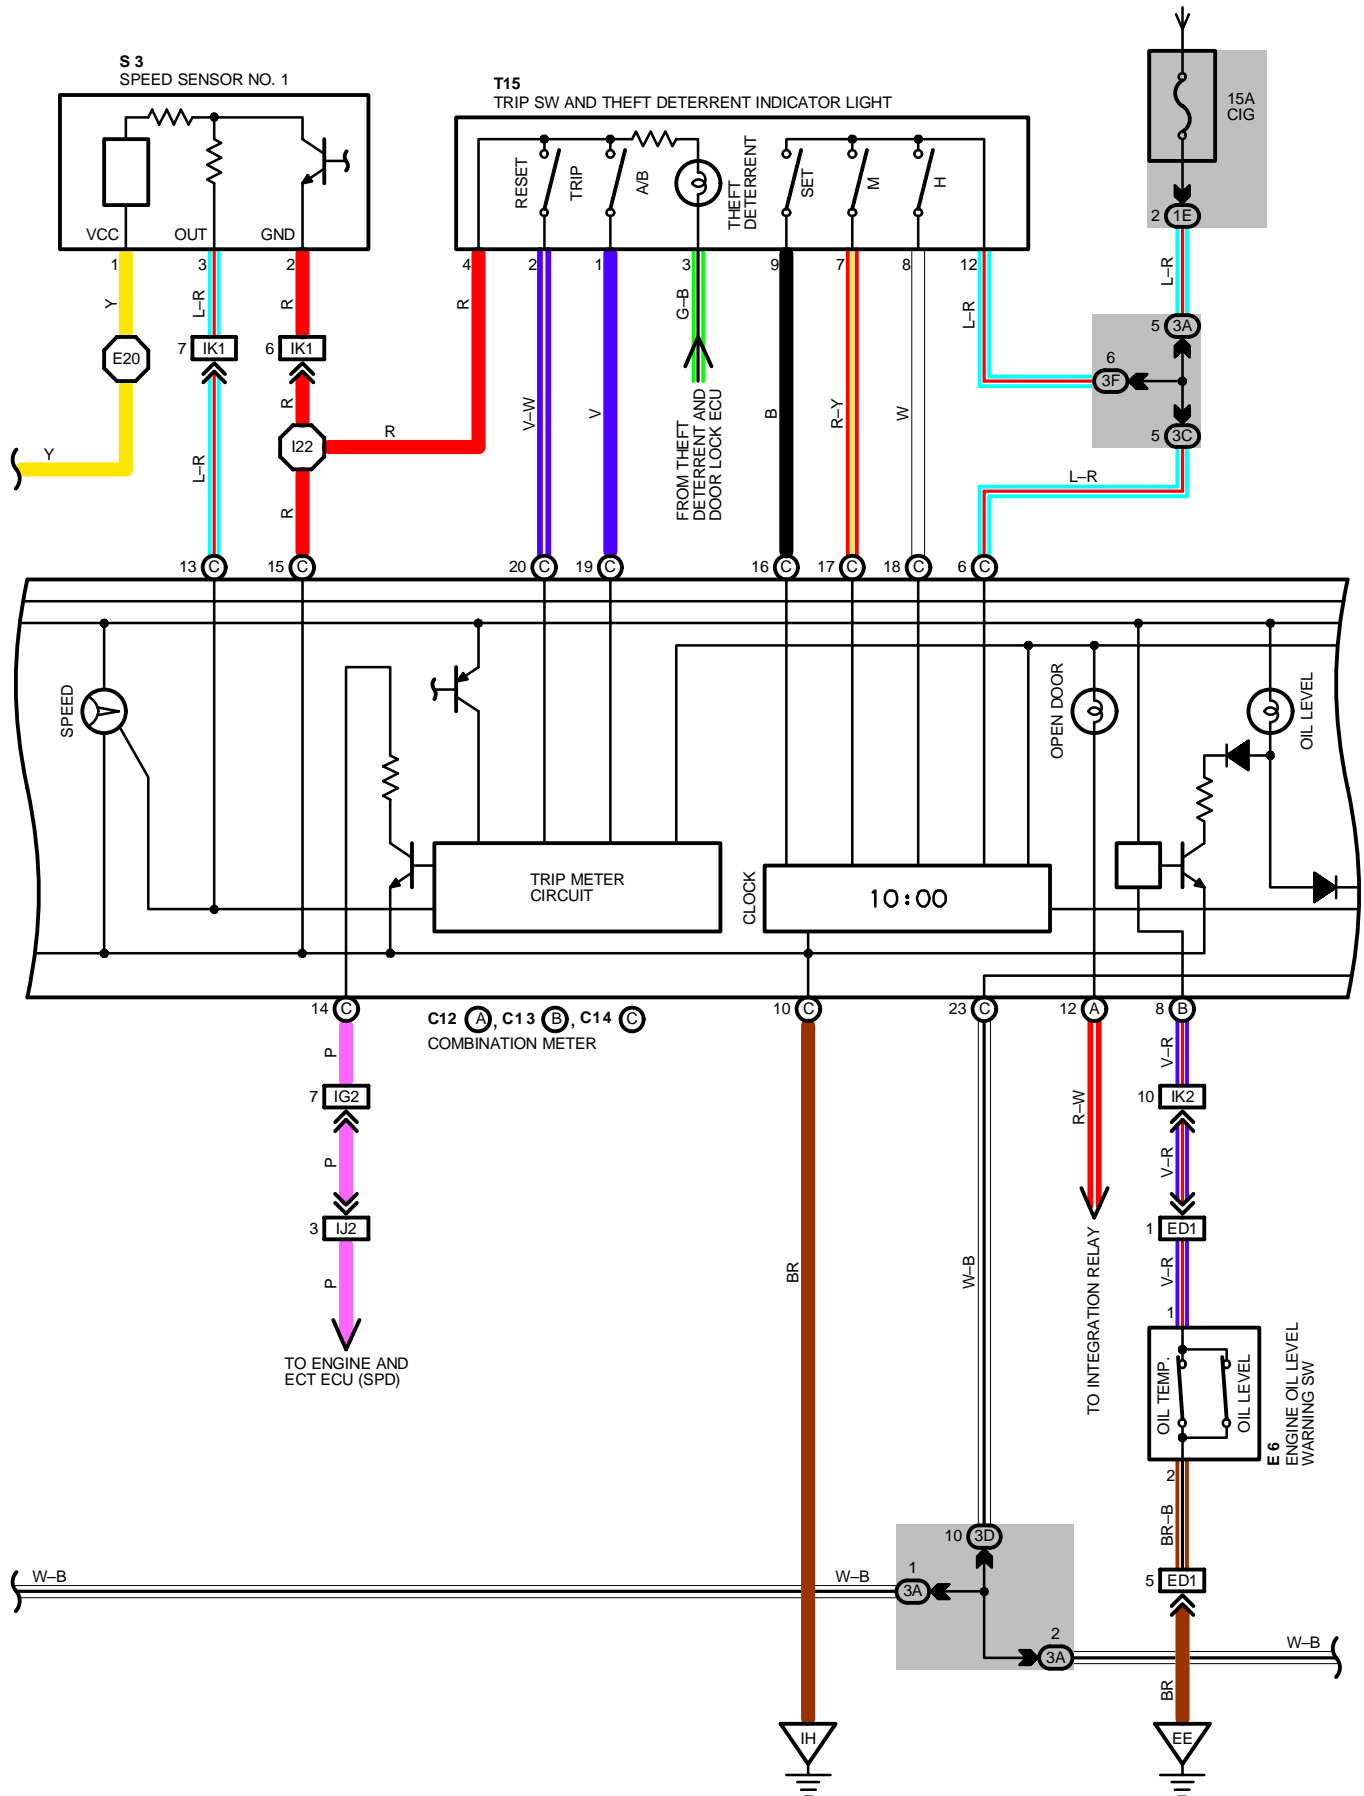 S 3
SPEED SENSOR NO. 1
T15
TRIP SW AND THEFT DETERRENT INDICATOR LIGHT
15A
CIG
RESET
TRIP
A/B
THEFT
DETERRENT
SET
M
H
VCC
OUT
GND
2 1E
1
3
2
4
2
1
3
9
7
8
12
Y
L–R
R
R
G–B
L–R
L–R
E20
7 IK1
6 IK1
5 3A
6
3F
5 3C
R
I22
R
V–W
V
B
R–Y
W
FROM THEFT
DETERRENT AND
DOOR LOCK ECU
Y
L–R
R
L–R
13 C
15 C
20 C
19 C
16 C
17 C
18 C
6 C
SPEED
OPEN DOOR
OIL LEVEL
TRIP METER
CIRCUIT
CLOCK
10:00
14 C
C12 A, C13 B, C14 C
COMBINATION METER
10 C
23 C
12 A
8 B
P
V–R
7 IG2
R–W
10 IK2
P
V–R
3 IJ2
1 ED1
P
BR
W–B
V–R
TO INTEGRATION RELAY
1
TO ENGINE AND
ECT ECU (SPD)
OIL TEMP.
OIL LEVEL
E 6
ENGINE OIL LEVEL
WARNING SW
2
BR–B
10 3D
W–B
W–B
1
3A
5 ED1
2
3A
W–B
BR
IH
EE